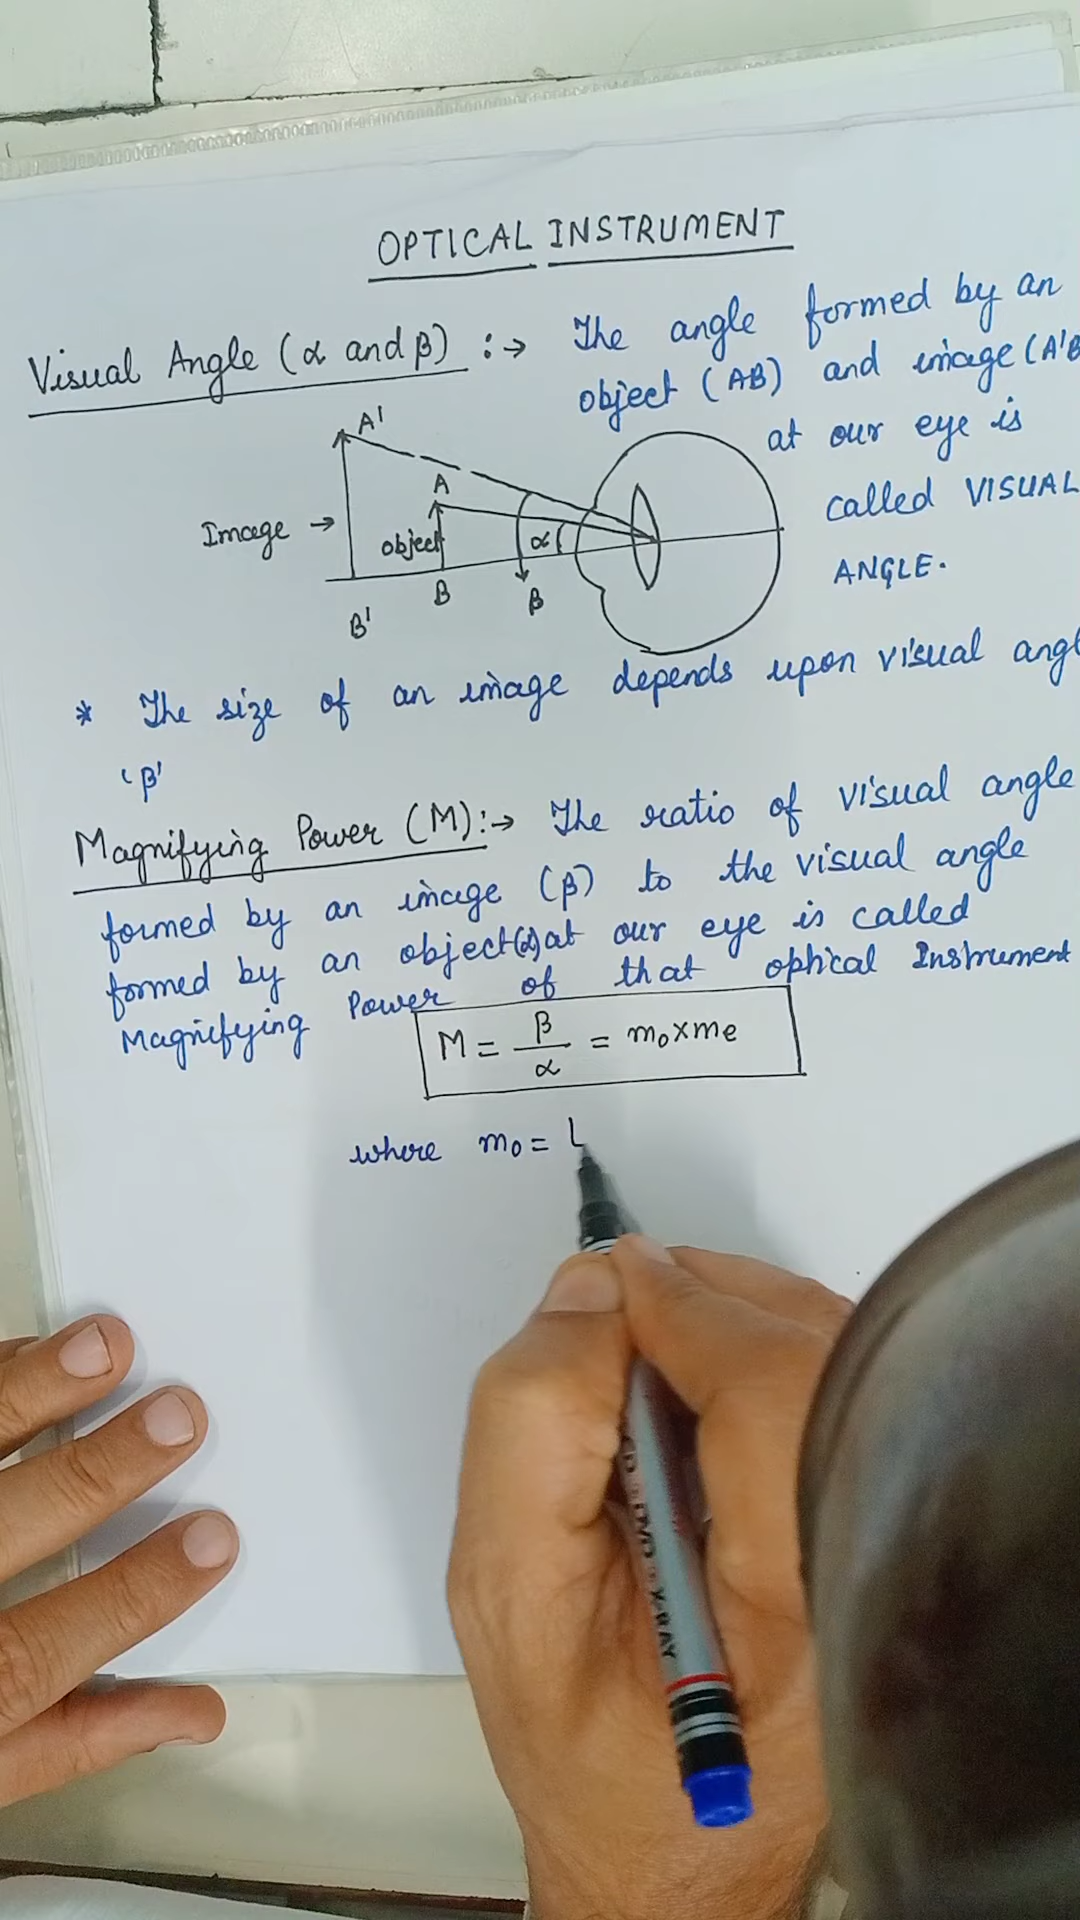 OPTICAL INSTRUMENT
Visual Angle (α and β) :→ The angle formed by an
object (AB) and image (A'B
at our eye is
called VISUAL
ANGLE.
A'
A
Image →
object
α
B
β
B'
* The size of an image depends upon visual angl
'β'
Magnifying Power (M):→ The ratio of visual angle
formed by an image (β) to the visual angle
formed by an object(α) at our eye is called
Magnifying Power of that optical Instrument
M = β/α = mo×me
where mo = L
X-RAY